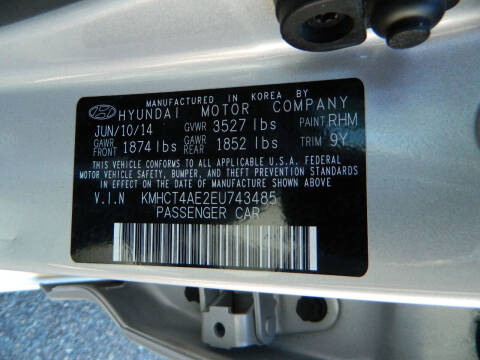 MANUFACTURED IN KOREA BY
HYUNDAI MOTOR COMPANY
JUN/10/14 GVWR 3527 lbs PAINT RHM
GAWR FRONT 1874 lbs GAWR REAR 1852 lbs TRIM 9Y
THIS VEHICLE CONFORMS TO ALL APPLICABLE U.S.A. FEDERAL
MOTOR VEHICLE SAFETY, BUMPER, AND THEFT PREVENTION STANDARDS
IN EFFECT ON THE DATE OF MANUFACTURE SHOWN ABOVE.
V.I.N KMHCT4AE2EU743485
PASSENGER CAR